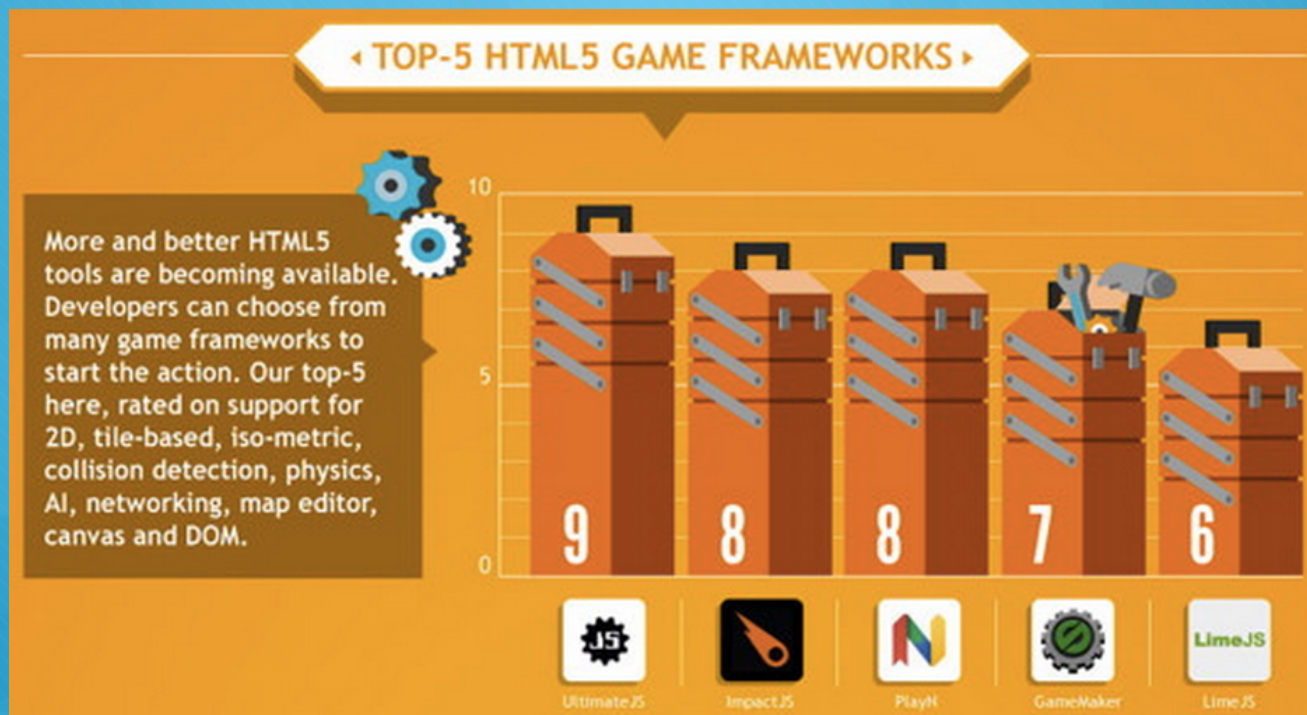 TOP-5 HTML5 GAME FRAMEWORKS
More and better HTML5
tools are becoming available.
Developers can choose from
many game frameworks to
start the action. Our top-5
here, rated on support for
2D, tile-based, iso-metric,
collision detection, physics,
AI, networking, map editor,
canvas and DOM.
10
5
0
9 8 8 7 6
JS
LimeJS
UltimateJS ImpactJS PlayN GameMaker LimeJS